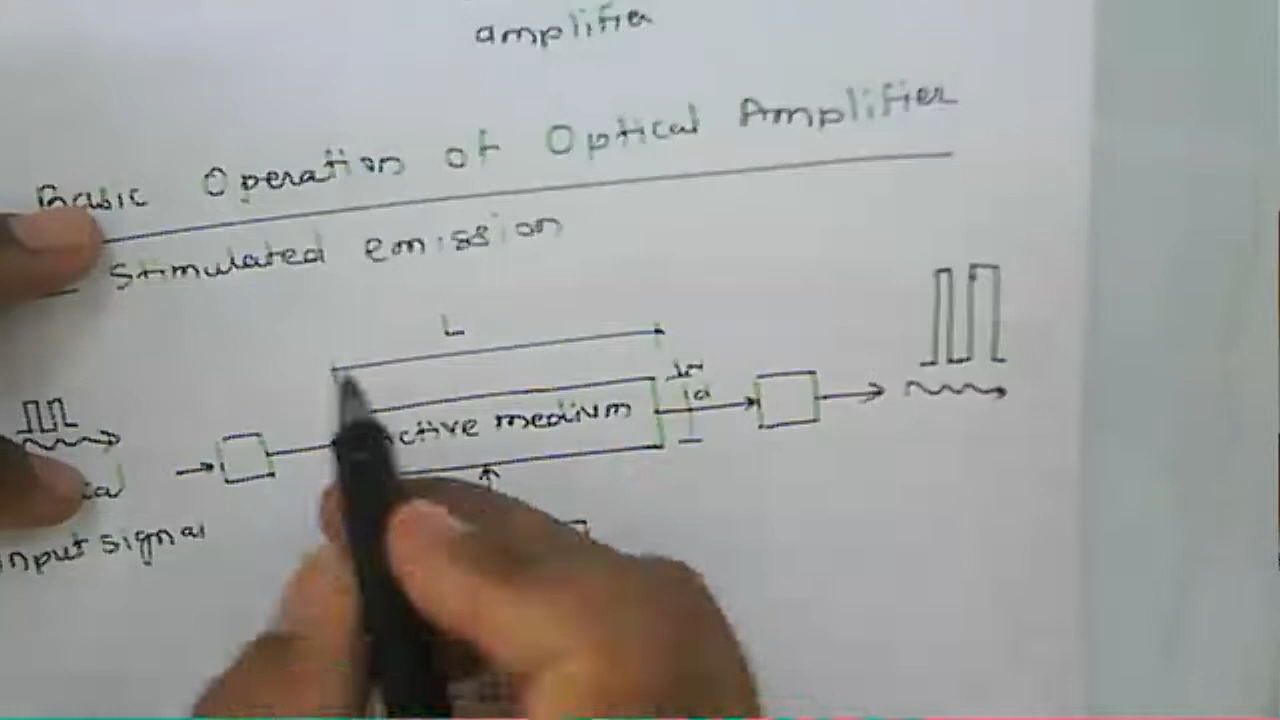 amplifier
Basic Operation of Optical Amplifier
Stimulated emission
L
active medium
d
input signal